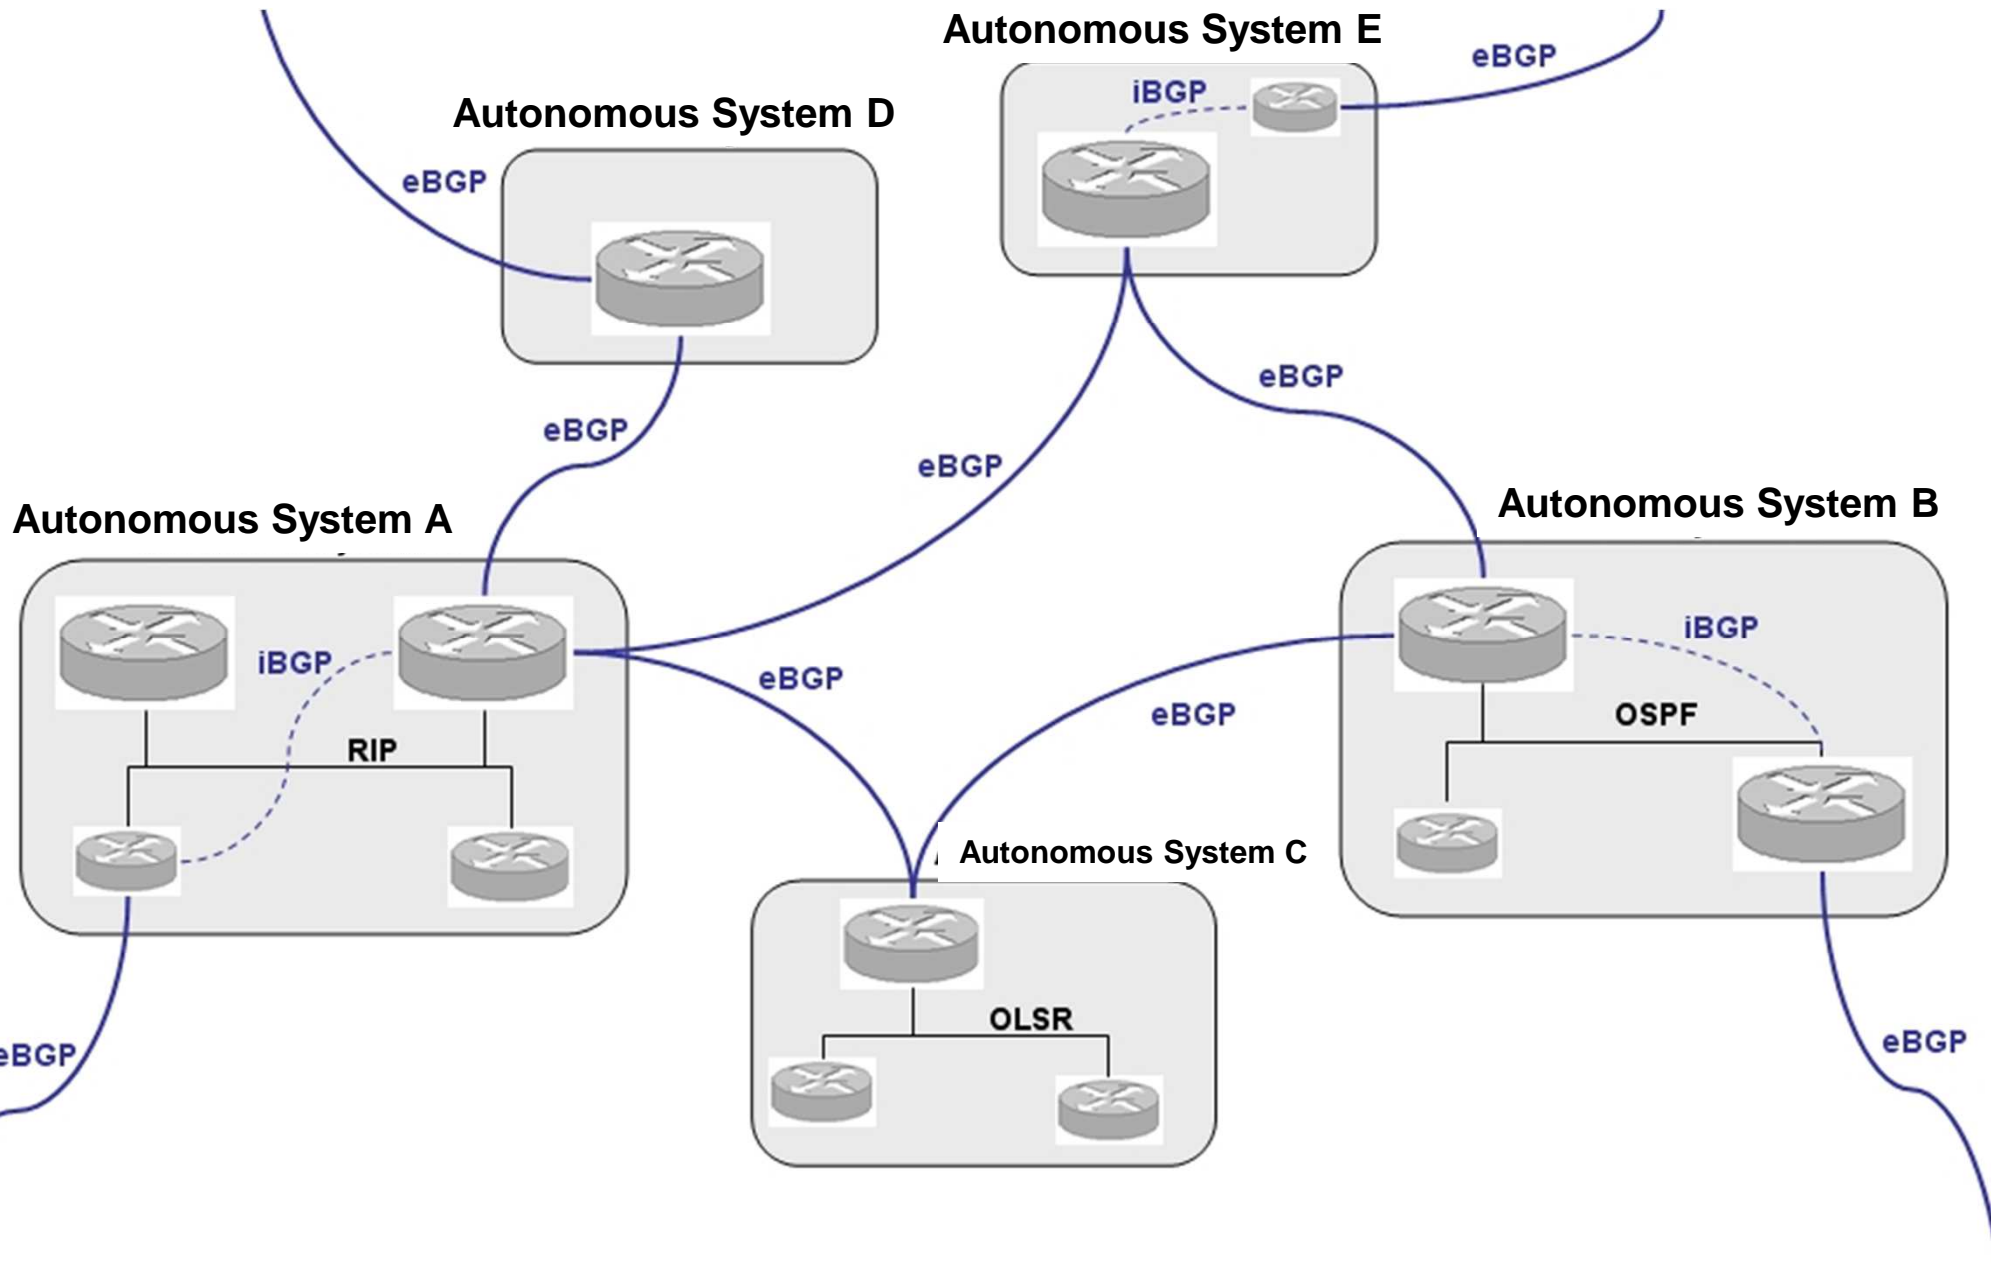 Autonomous System E
eBGP
iBGP
Autonomous System D
eBGP
eBGP
eBGP
eBGP
Autonomous System B
Autonomous System A
iBGP
iBGP
eBGP
eBGP
OSPF
RIP
Autonomous System C
OLSR
eBGP
eBGP